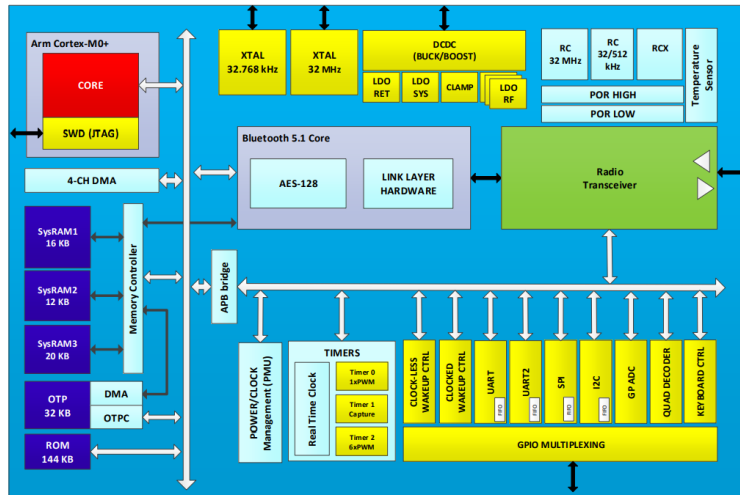 Arm Cortex-M0+
CORE
SWD (JTAG)
XTAL
32.768 kHz
XTAL
32 MHz
DCDC
(BUCK/BOOST)
LDO
RET
LDO
SYS
CLAMP
LDO
RF
RC
32 MHz
RC
32/512
kHz
RCX
POR HIGH
POR LOW
Temperature
Sensor
4-CH DMA
Bluetooth 5.1 Core
AES-128
LINK LAYER
HARDWARE
Radio
Transceiver
SysRAM1
16 KB
SysRAM2
12 KB
SysRAM3
20 KB
Memory Controller
OTP
32 KB
DMA
OTPC
ROM
144 KB
APB bridge
POWER/CLOCK
Management (PMU)
TIMERS
Real Time Clock
Timer 0
1xPWM
Timer 1
Capture
Timer 2
6xPWM
CLOCK-LESS
WAKEUP CTRL
CLOCKED
WAKEUP CTRL
UART
FIFO
UART2
FIFO
SPI
FIFO
I2C
FIFO
GP ADC
QUAD DECODER
KEYBOARD CTRL
GPIO MULTIPLEXING